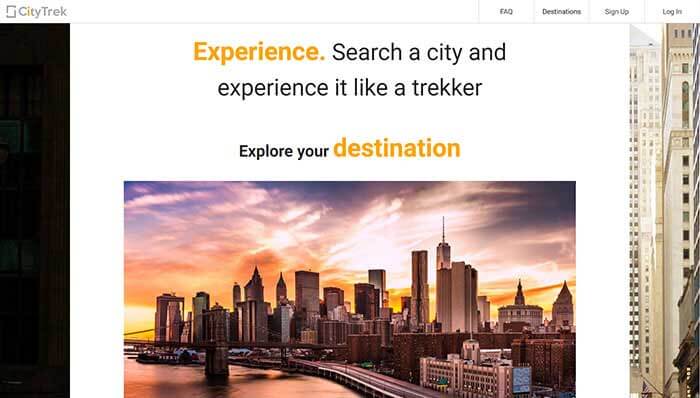 CityTrek
FAQ
Destinations
Sign Up
Log In
Experience. Search a city and
experience it like a trekker
Explore your destination